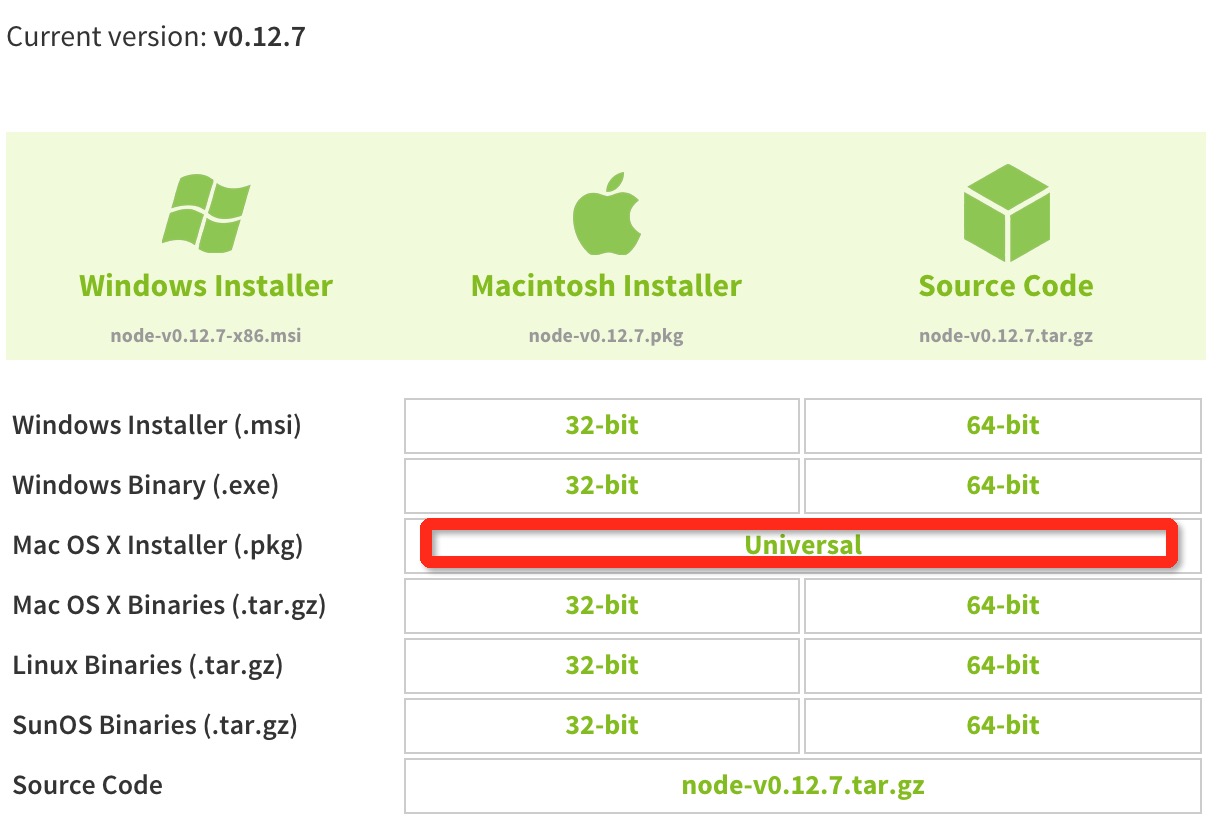 Current version: v0.12.7
Windows Installer
Macintosh Installer
Source Code
node-v0.12.7-x86.msi
node-v0.12.7.pkg
node-v0.12.7.tar.gz
Windows Installer (.msi) 32-bit 64-bit
Windows Binary (.exe) 32-bit 64-bit
Mac OS X Installer (.pkg) Universal
Mac OS X Binaries (.tar.gz) 32-bit 64-bit
Linux Binaries (.tar.gz) 32-bit 64-bit
SunOS Binaries (.tar.gz) 32-bit 64-bit
Source Code node-v0.12.7.tar.gz